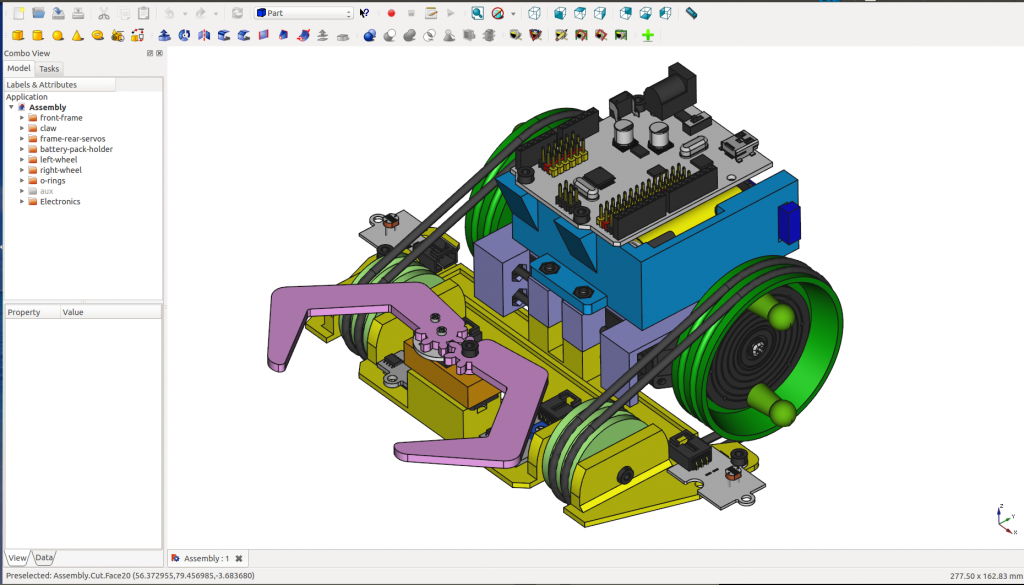 Part
Combo View
Model
Tasks
Labels & Attributes
Application
Assembly
front-frame
claw
frame-rear-servos
battery-pack-holder
left-wheel
right-wheel
o-rings
aux
Electronics
Property
Value
View
Data
Assembly : 1
Z
Y
X
Preselected: Assembly.Cut.Face20 (56.372955,79.456985,-3.683680)
277.50 x 162.83 mm